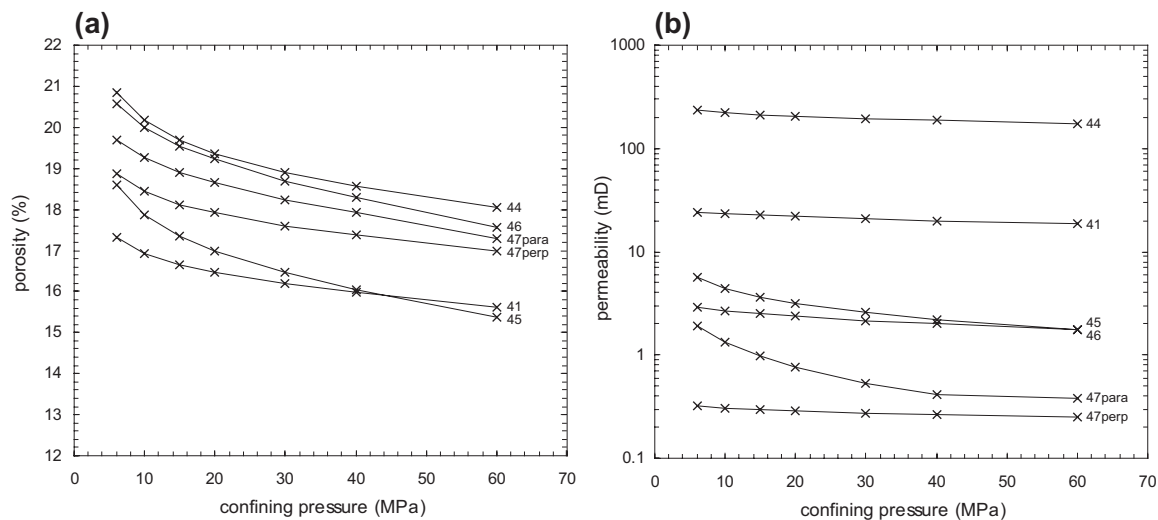 (a)
22
21
20
19
18
17
16
15
14
13
12
porosity (%)
44
46
47para
47perp
41
45
0 10 20 30 40 50 60 70
confining pressure (MPa)
(b)
1000
100
10
1
0.1
permeability (mD)
44
41
45
46
47para
47perp
0 10 20 30 40 50 60 70
confining pressure (MPa)